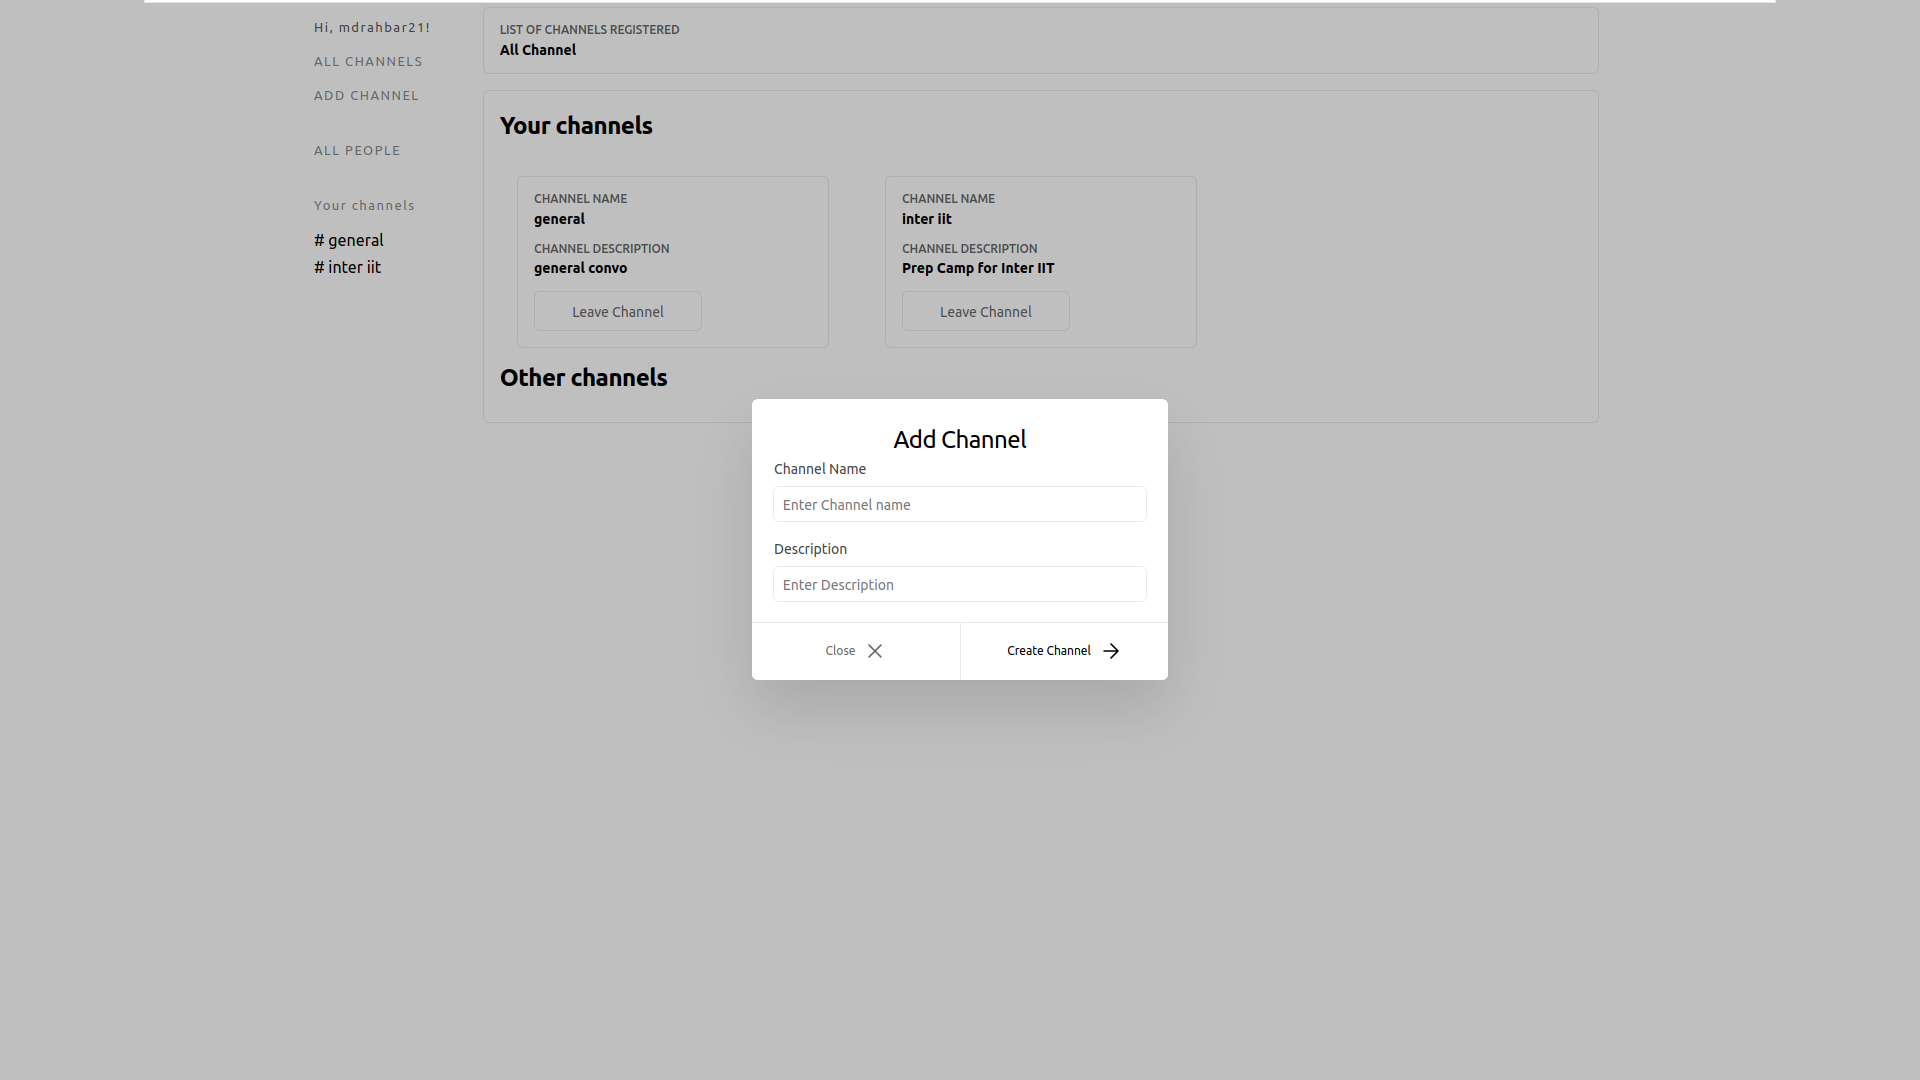 Hi, mdrahbar21!
ALL CHANNELS
ADD CHANNEL
ALL PEOPLE
Your channels
# general
# inter iit
LIST OF CHANNELS REGISTERED
All Channel
Your channels
CHANNEL NAME
general
CHANNEL DESCRIPTION
general convo
Leave Channel
CHANNEL NAME
inter iit
CHANNEL DESCRIPTION
Prep Camp for Inter IIT
Leave Channel
Other channels
Add Channel
Channel Name
Enter Channel name
Description
Enter Description
Close
Create Channel